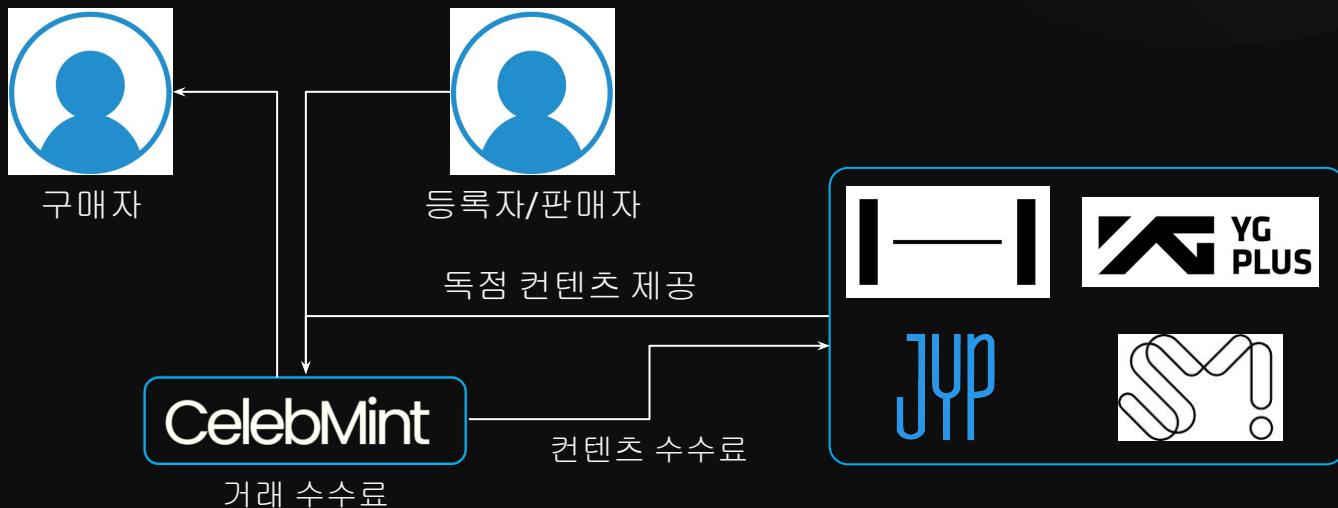 구매자
등록자/판매자
독점 컨텐츠 제공
YG
PLUS
JYP
SM!
CelebMint
컨텐츠 수수료
거래 수수료